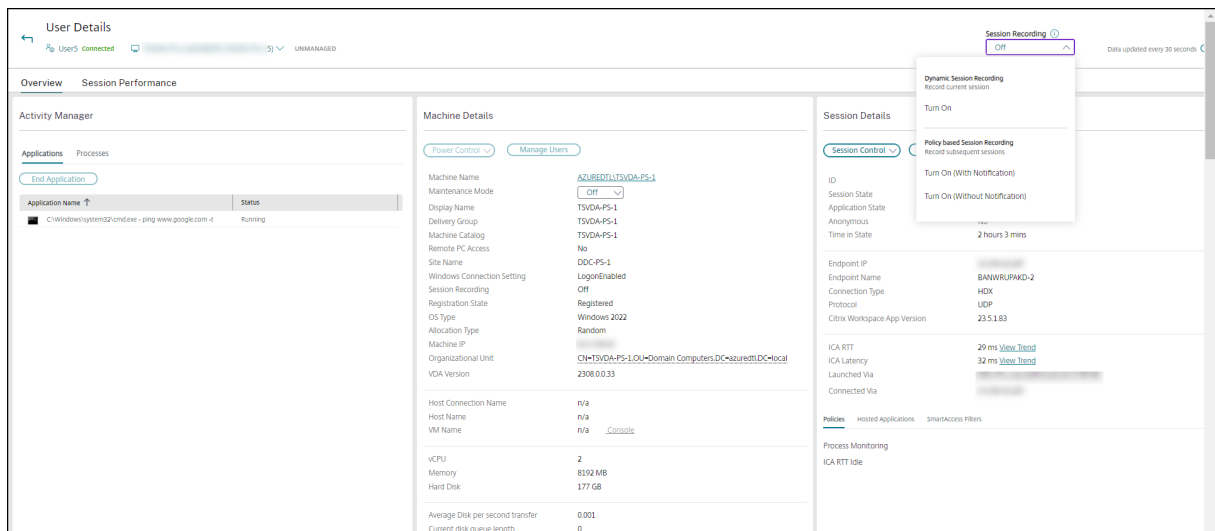 User Details
User5 Connected 5) UNMANAGED
Session Recording
Off
Data updated every 30 seconds
Overview Session Performance
Dynamic Session Recording
Record current session
Turn On
Policy based Session Recording
Record subsequent sessions
Turn On (With Notification)
Turn On (Without Notification)
Activity Manager
Applications Processes
End Application
Application Name Status
C:\Windows\system32\cmd.exe - ping www.google.com -t Running
Machine Details
Power Control Manage Users
Machine Name AZUREDTL\TSVDA-PS-1
Maintenance Mode Off
Display Name TSVDA-PS-1
Delivery Group TSVDA-PS-1
Machine Catalog TSVDA-PS-1
Remote PC Access No
Site Name DDC-PS-1
Windows Connection Setting LogonEnabled
Session Recording Off
Registration State Registered
OS Type Windows 2022
Allocation Type Random
Machine IP
Organizational Unit CN=TSVDA-PS-1,OU=Domain Computers,DC=azuredtl,DC=local
VDA Version 2308.0.0.33
Host Connection Name n/a
Host Name n/a
VM Name n/a Console
vCPU 2
Memory 8192 MB
Hard Disk 177 GB
Average Disk per second transfer 0.001
Current disk queue length 0
Session Details
Session Control
ID
Session State
Application State
Anonymous No
Time in State 2 hours 3 mins
Endpoint IP
Endpoint Name BANWRUPAKD-2
Connection Type HDX
Protocol UDP
Citrix Workspace App Version 23.5.1.83
ICA RTT 29 ms View Trend
ICA Latency 32 ms View Trend
Launched Via
Connected Via
Policies Hosted Applications SmartAccess Filters
Process Monitoring
ICA RTT Idle